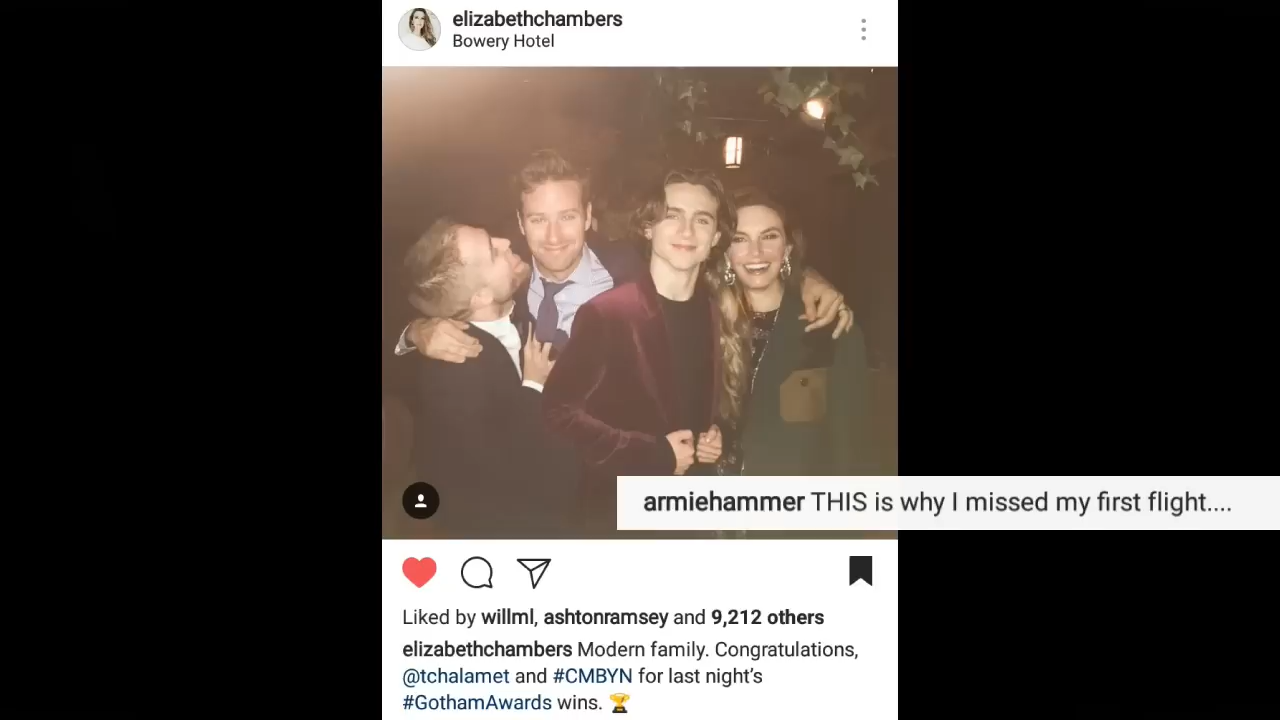 elizabethchambers
Bowery Hotel
armiehammer THIS is why I missed my first flight....
Liked by willml, ashtonramsey and 9,212 others
elizabethchambers Modern family. Congratulations,
@tchalamet and #CMBYN for last night's
#GothamAwards wins. 🏆